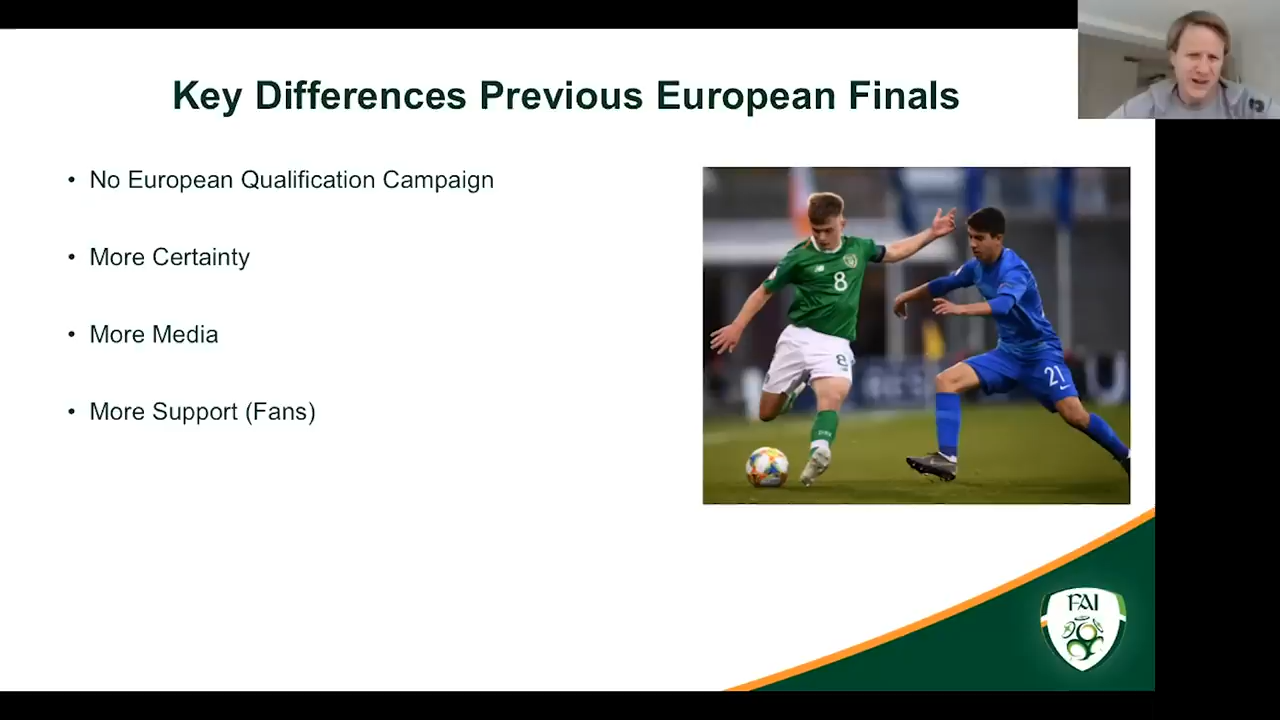 Key Differences Previous European Finals
• No European Qualification Campaign
• More Certainty
• More Media
• More Support (Fans)
8
8
21
FAI